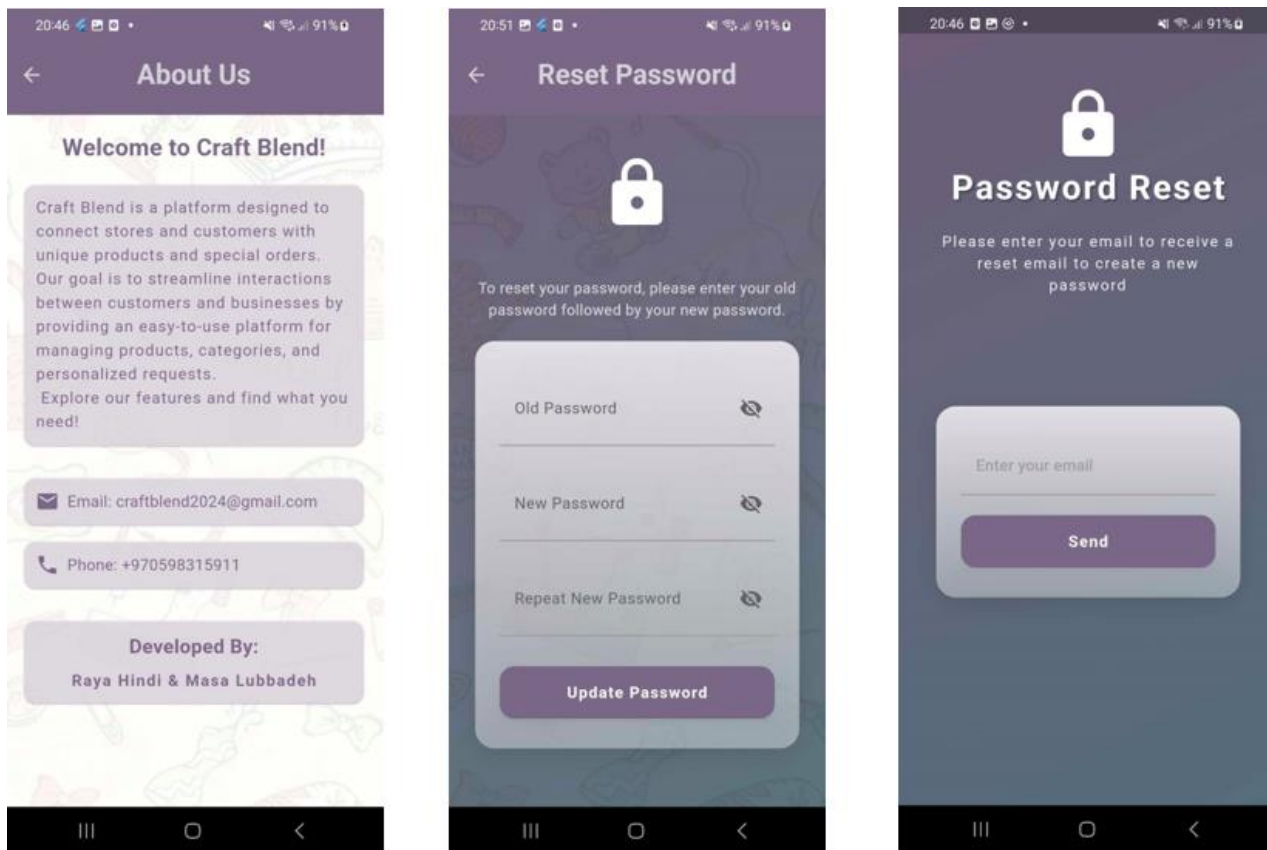 20:46
91%
About Us
Welcome to Craft Blend!
Craft Blend is a platform designed to
connect stores and customers with
unique products and special orders.
Our goal is to streamline interactions
between customers and businesses by
providing an easy-to-use platform for
managing products, categories, and
personalized requests.
Explore our features and find what you
need!
Email: craftblend2024@gmail.com
Phone: +970598315911
Developed By:
Raya Hindi & Masa Lubbadeh
20:51
91%
Reset Password
To reset your password, please enter your old
password followed by your new password.
Old Password
New Password
Repeat New Password
Update Password
20:46
91%
Password Reset
Please enter your email to receive a
reset email to create a new
password
Enter your email
Send